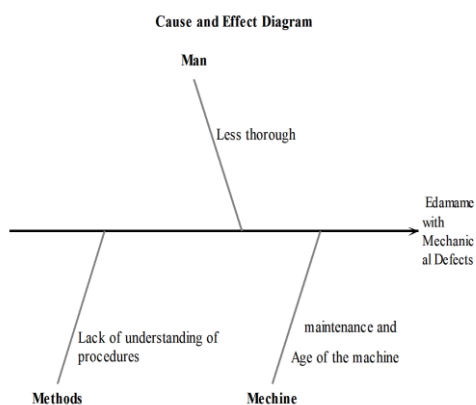 Cause and Effect Diagram
Man
Less thorough
Edamame
with
Mechanic
al Defects
Lack of understanding of
procedures
maintenance and
Age of the machine
Methods
Mechine